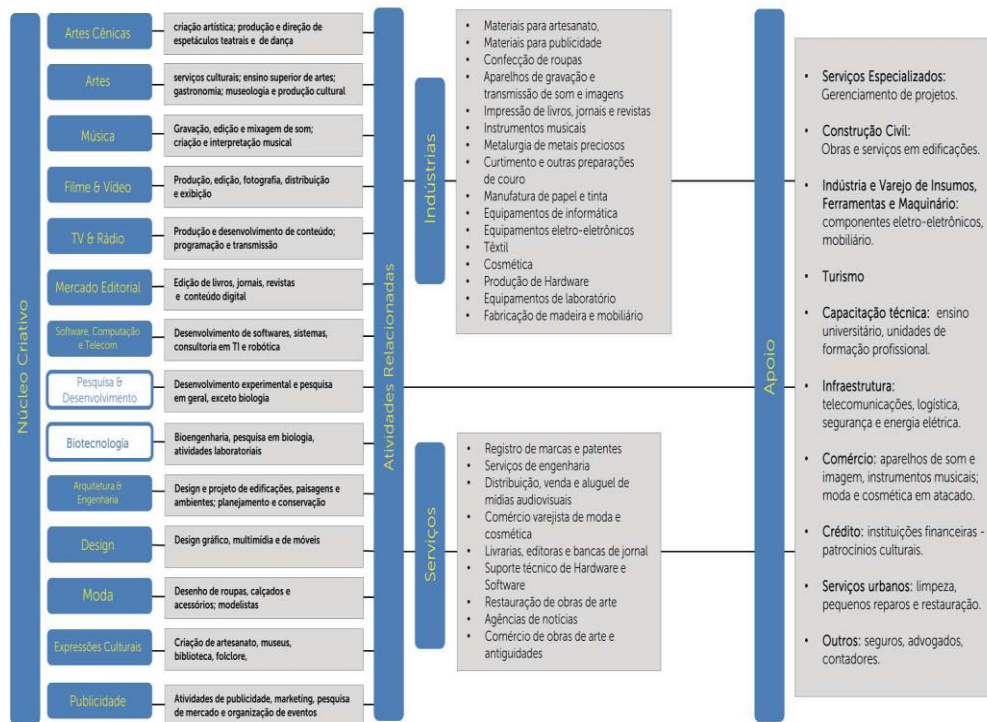 Núcleo Criativo
Artes Cênicas
criação artística; produção e direção de
espetáculos teatrais e de dança
Artes
serviços culturais; ensino superior de artes;
gastronomia; museologia e produção cultural
Música
Gravação, edição e mixagem de som;
criação e interpretação musical
Filme & Vídeo
Produção, edição, fotografia, distribuição
e exibição
TV & Rádio
Produção e desenvolvimento de conteúdo;
programação e transmissão
Mercado Editorial
Edição de livros, jornais, revistas
e conteúdo digital
Software, Computação
e Telecom
Desenvolvimento de softwares, sistemas,
consultoria em TI e robótica
Pesquisa &
Desenvolvimento
Desenvolvimento experimental e pesquisa
em geral, exceto biologia
Biotecnologia
Bioengenharia, pesquisa em biologia,
atividades laboratoriais
Arquitetura &
Engenharia
Design e projeto de edificações, paisagens e
ambientes; planejamento e conservação
Design
Design gráfico, multimídia e de móveis
Moda
Desenho de roupas, calçados e
acessórios; modelistas
Expressões Culturais
Criação de artesanato, museus,
biblioteca, folclore,
Publicidade
Atividades de publicidade, marketing, pesquisa
de mercado e organização de eventos
Atividades Relacionadas
Indústrias
• Materiais para artesanato,
• Materiais para publicidade
• Confecção de roupas
• Aparelhos de gravação e
transmissão de som e imagens
• Impressão de livros, jornais e revistas
• Instrumentos musicais
• Metalurgia de metais preciosos
• Curtimento e outras preparações
de couro
• Manufatura de papel e tinta
• Equipamentos de informática
• Equipamentos eletro-eletrônicos
• Têxtil
• Cosmética
• Produção de Hardware
• Equipamentos de laboratório
• Fabricação de madeira e mobiliário
Serviços
• Registro de marcas e patentes
• Serviços de engenharia
• Distribuição, venda e aluguel de
mídias audiovisuais
• Comércio varejista de moda e
cosmética
• Livrarias, editoras e bancas de jornal
• Suporte técnico de Hardware e
Software
• Restauração de obras de arte
• Agências de notícias
• Comércio de obras de arte e
antiguidades
Apoio
• Serviços Especializados:
Gerenciamento de projetos.
• Construção Civil:
Obras e serviços em edificações.
• Indústria e Varejo de Insumos,
Ferramentas e Maquinário:
componentes eletro-eletrônicos,
mobiliário.
• Turismo
• Capacitação técnica: ensino
universitário, unidades de
formação profissional.
• Infraestrutura:
telecomunicações, logística,
segurança e energia elétrica.
• Comércio: aparelhos de som e
imagem, instrumentos musicais;
moda e cosmética em atacado.
• Crédito: instituições financeiras -
patrocínios culturais.
• Serviços urbanos: limpeza,
pequenos reparos e restauração.
• Outros: seguros, advogados,
contadores.